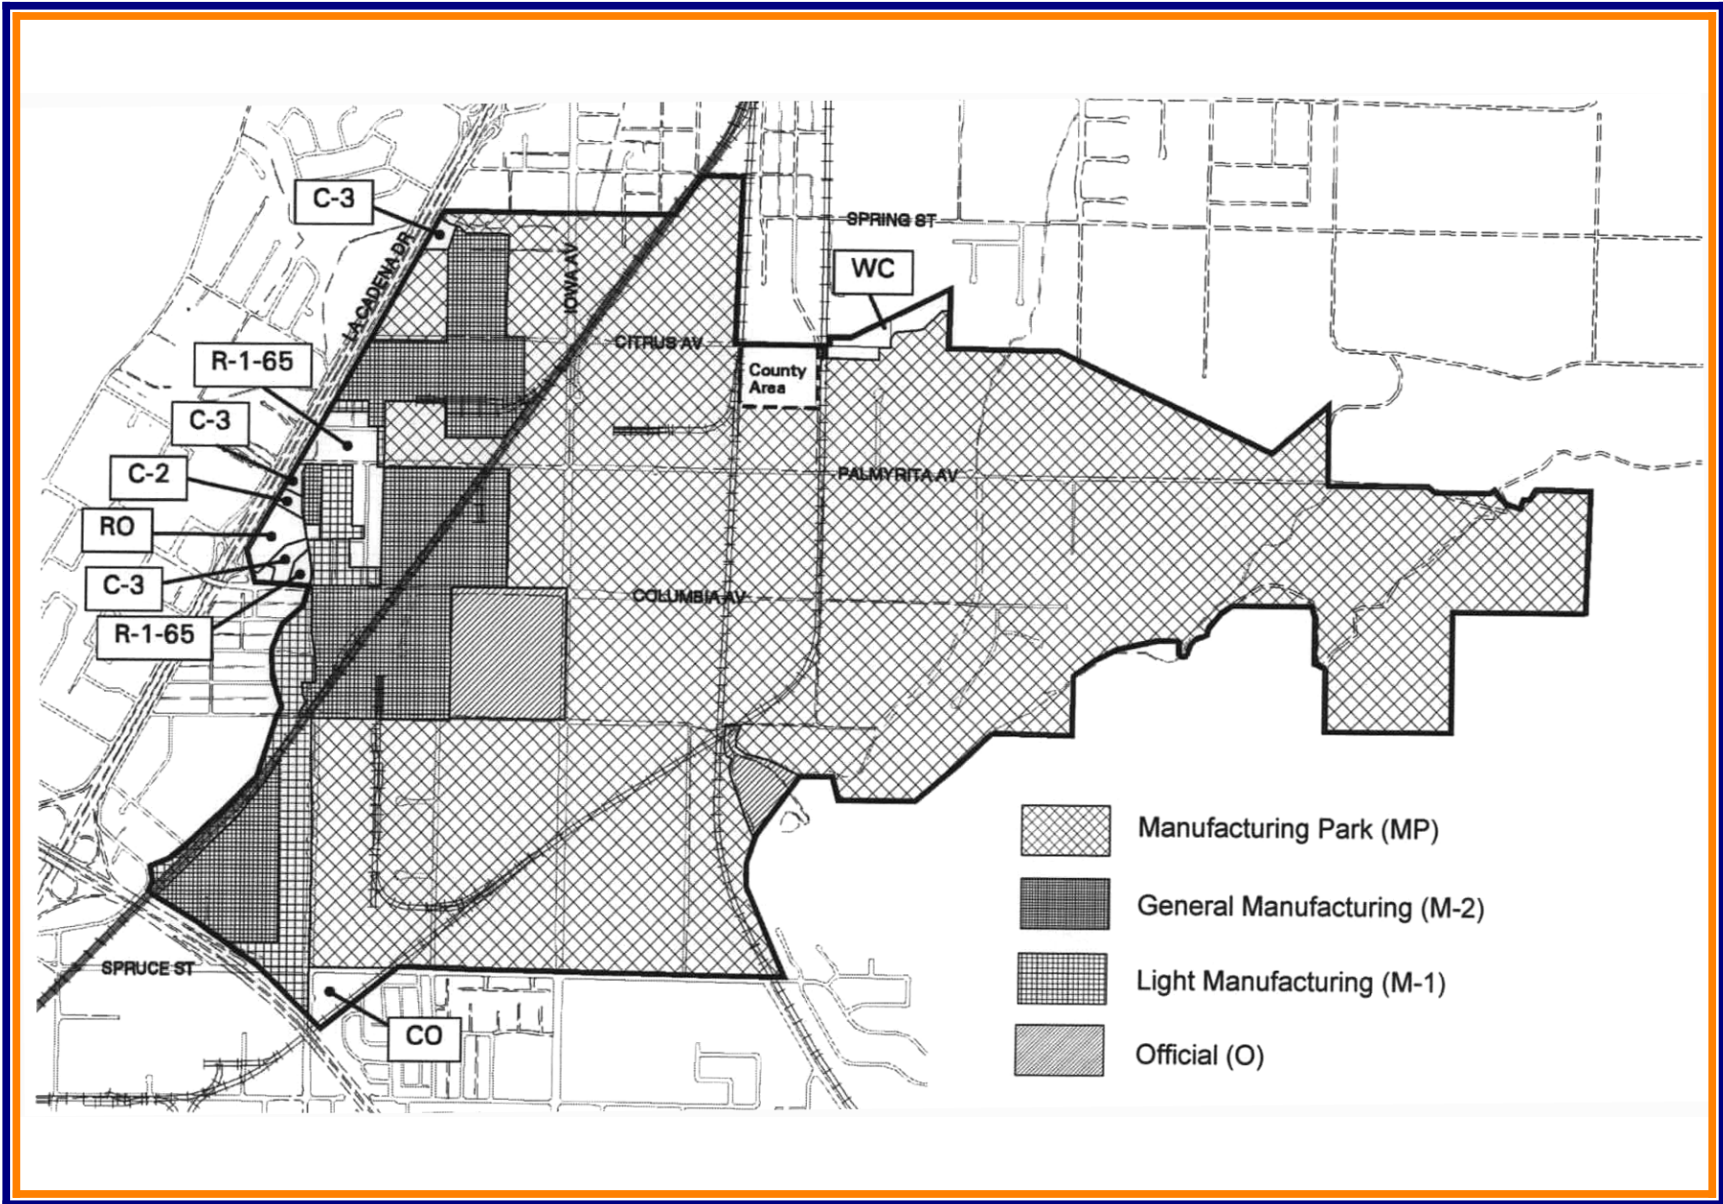 C-3
SPRING ST
LA CADENA DR
IOWA AV
WC
CITRUS AV
R-1-65
County
Area
C-3
C-2
PALMYRITA AV
RO
C-3
COLUMBIA AV
R-1-65
Manufacturing Park (MP)
General Manufacturing (M-2)
SPRUCE ST
Light Manufacturing (M-1)
CO
Official (O)